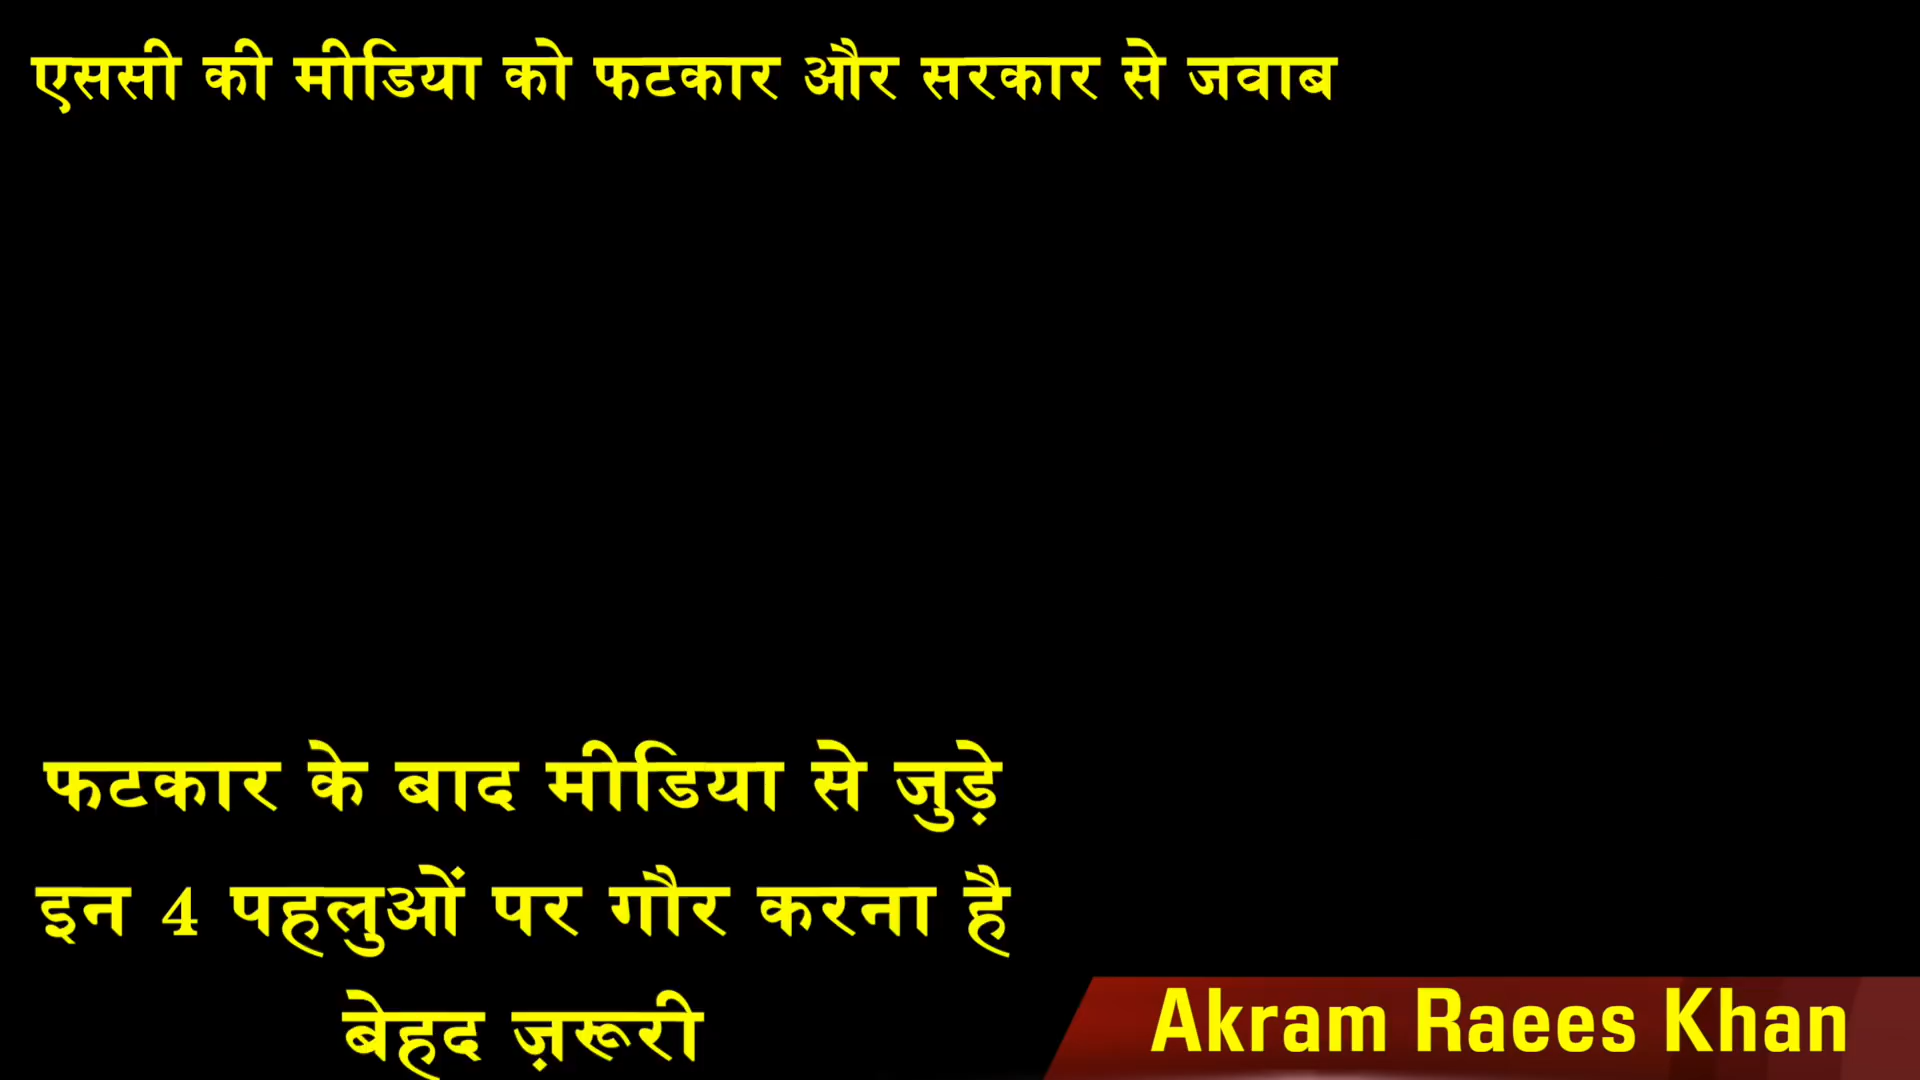 एससी की मीडिया को फटकार और सरकार से जवाब
फटकार के बाद मीडिया से जुड़े
इन 4 पहलुओं पर गौर करना है
बेहद ज़रूरी
Akram Raees Khan